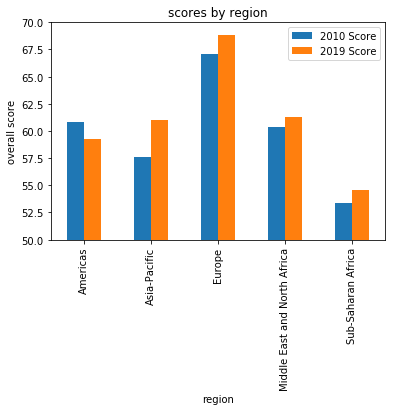 scores by region
70.0
67.5
65.0
62.5
60.0
57.5
55.0
52.5
50.0
overall score
2010 Score
2019 Score
Americas
Asia-Pacific
Europe
Middle East and North Africa
Sub-Saharan Africa
region